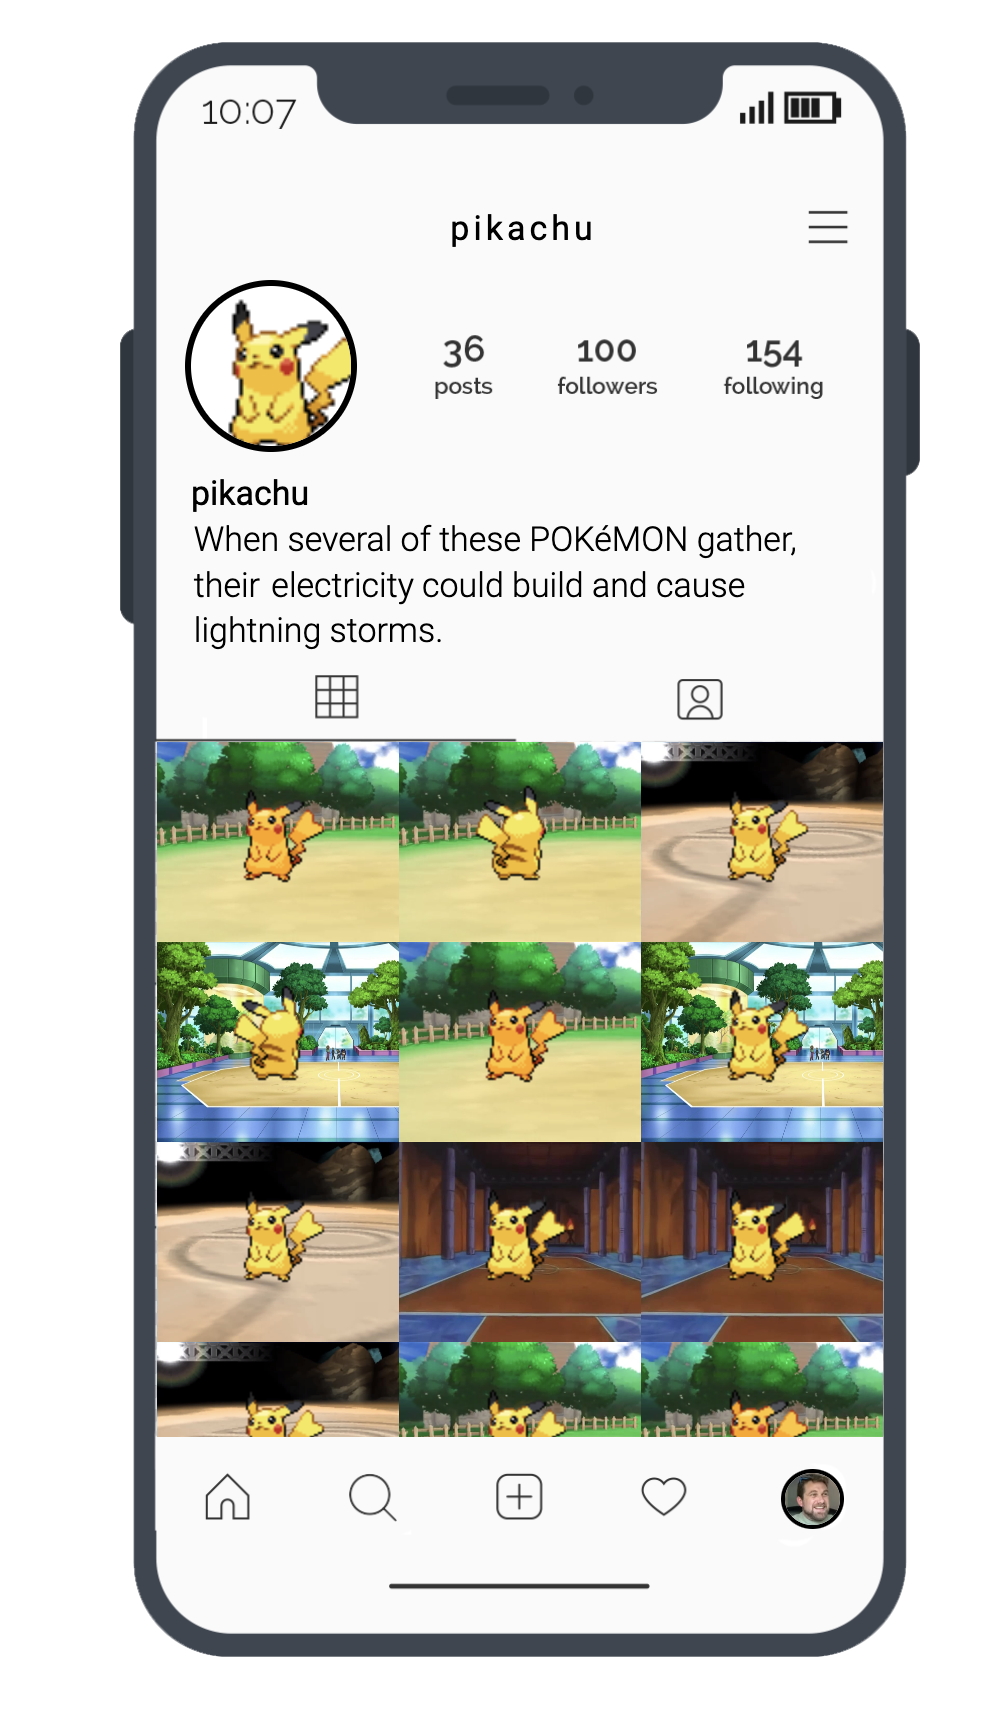 10:07
pikachu
36 100 154
posts followers following
pikachu
When several of these POKéMON gather,
their electricity could build and cause
lightning storms.